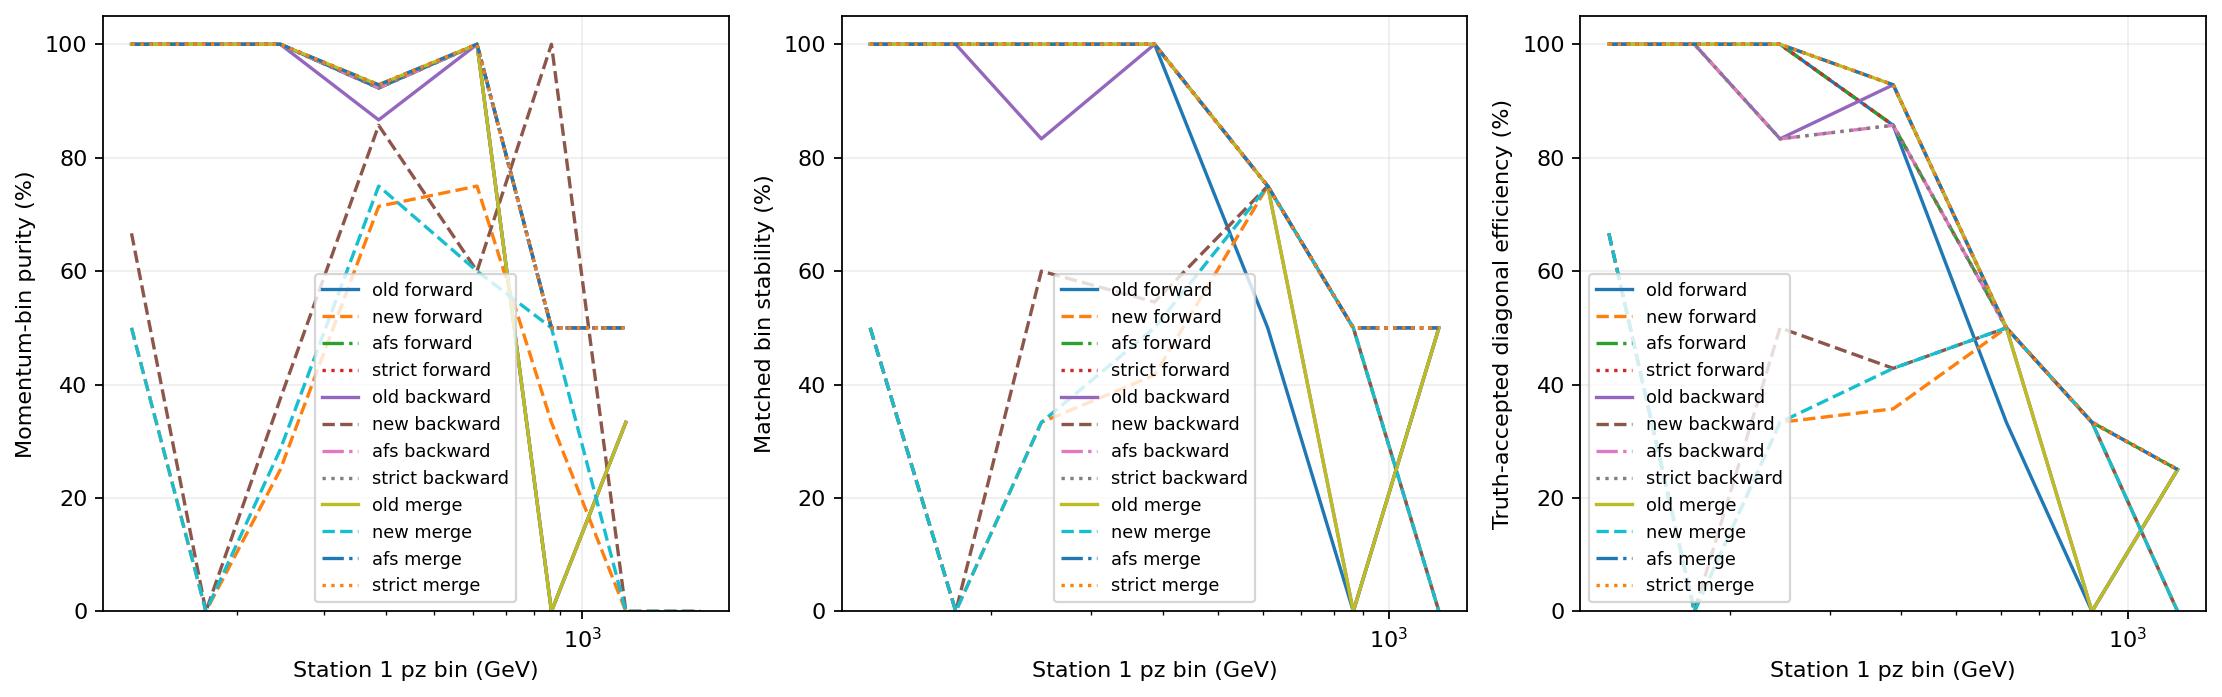 Momentum-bin purity (%)
100
80
60
40
20
0
old forward
new forward
afs forward
strict forward
old backward
new backward
afs backward
strict backward
old merge
new merge
afs merge
strict merge
10³
Station 1 pz bin (GeV)
Matched bin stability (%)
100
80
60
40
20
0
old forward
new forward
afs forward
strict forward
old backward
new backward
afs backward
strict backward
old merge
new merge
afs merge
strict merge
10³
Station 1 pz bin (GeV)
Truth-accepted diagonal efficiency (%)
100
80
60
40
20
0
old forward
new forward
afs forward
strict forward
old backward
new backward
afs backward
strict backward
old merge
new merge
afs merge
strict merge
10³
Station 1 pz bin (GeV)